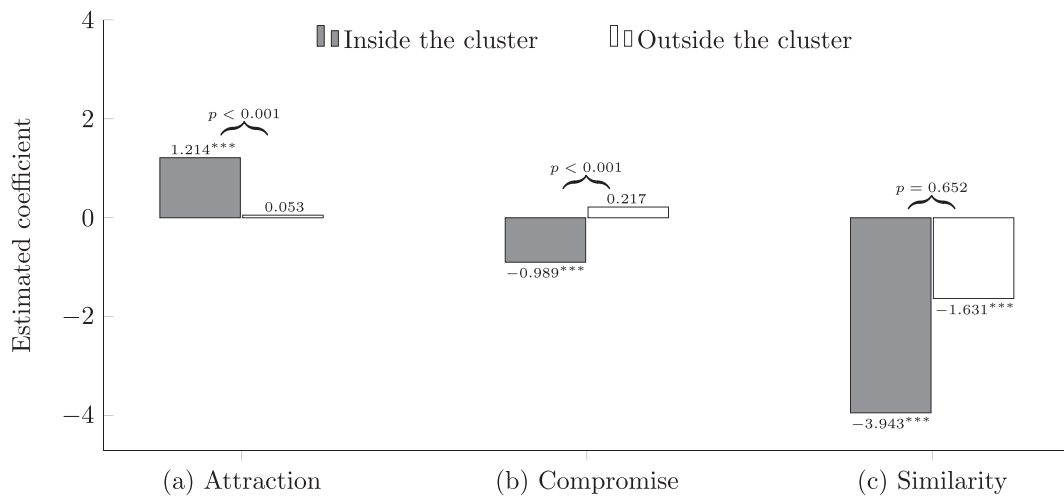 4
Inside the cluster
Outside the cluster
2
0
−2
−4
Estimated coefficient
p < 0.001
1.214***
0.053
p < 0.001
0.217
−0.989***
p = 0.652
−1.631***
−3.943***
(a) Attraction
(b) Compromise
(c) Similarity